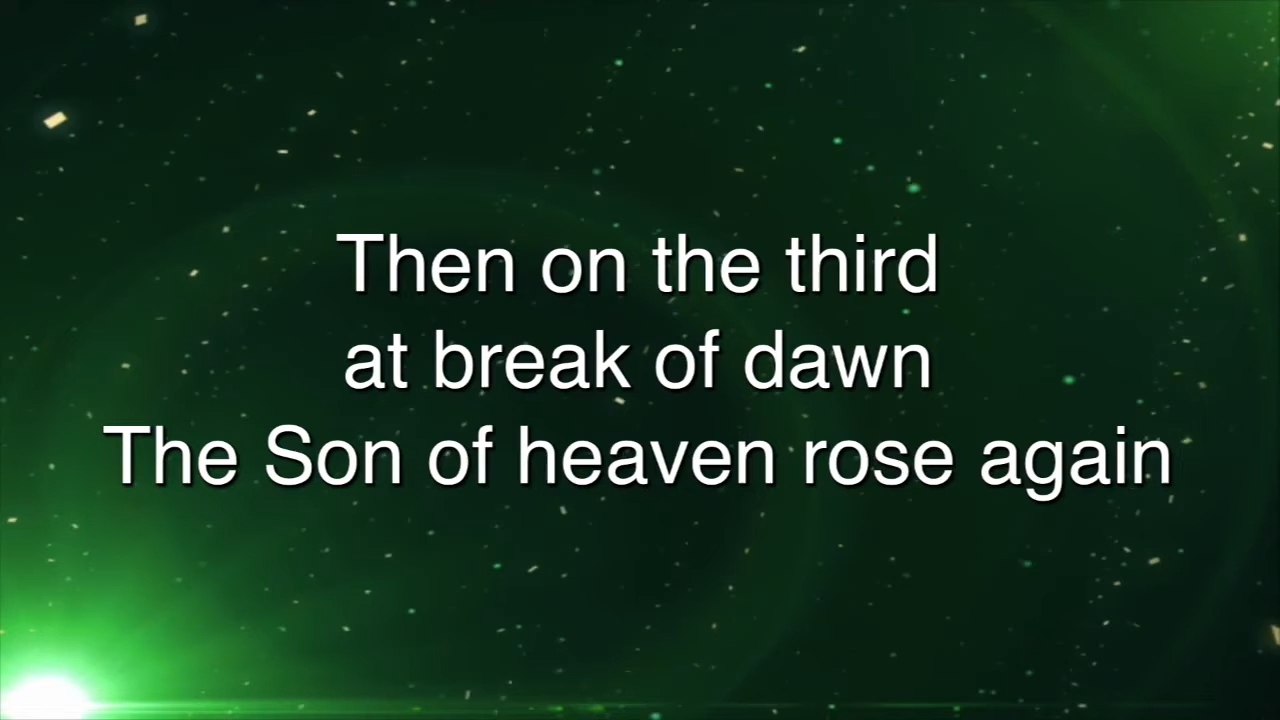 Then on the third
at break of dawn
The Son of heaven rose again